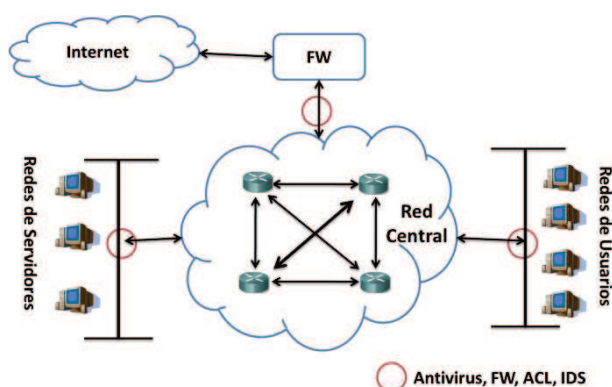 Internet
FW
Redes de Servidores
Red
Central
Redes de Usuarios
Antivirus, FW, ACL, IDS